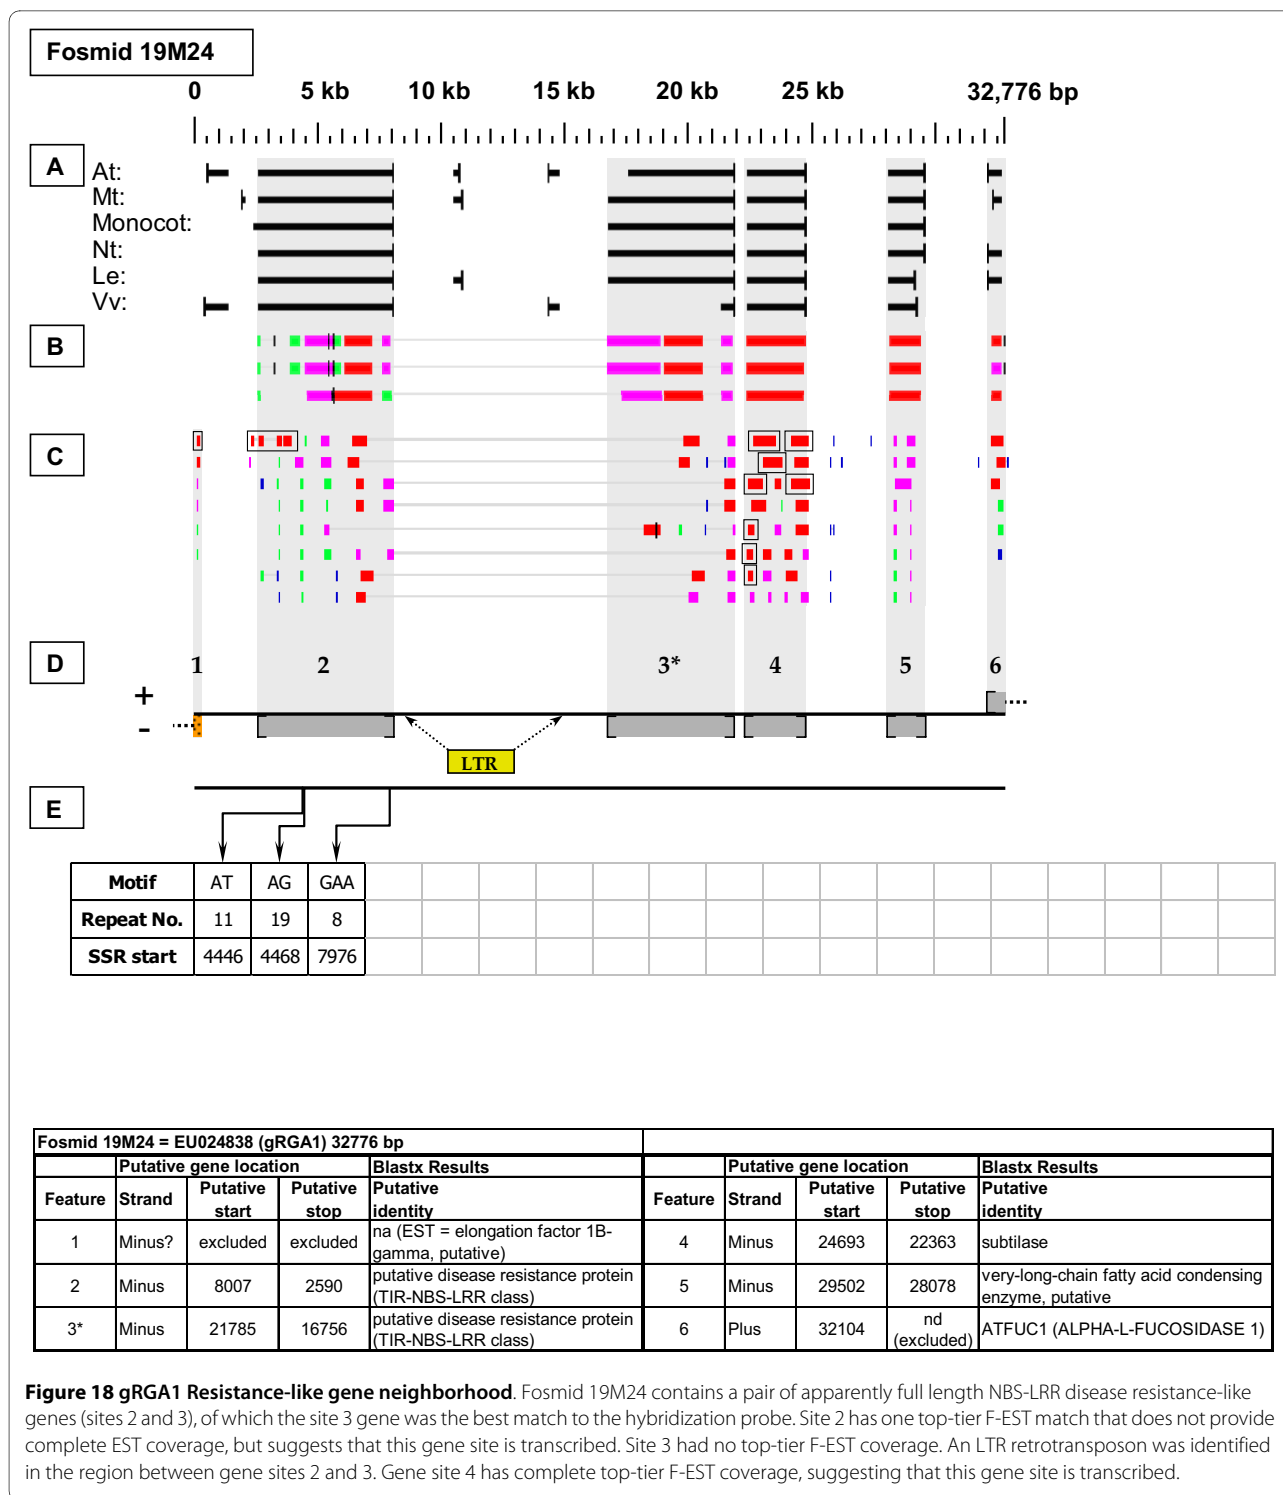 Fosmid 19M24
0 5 kb 10 kb 15 kb 20 kb 25 kb 32,776 bp
A
At:
Mt:
Monocot:
Nt:
Le:
Vv:
B
C
D
1 2 3* 4 5 6
+
-
LTR
E
Motif AT AG GAA
Repeat No. 11 19 8
SSR start 4446 4468 7976
Fosmid 19M24 = EU024838 (gRGA1) 32776 bp
Putative gene location Blastx Results Putative gene location Blastx Results
Feature Strand Putative start Putative stop Putative identity Feature Strand Putative start Putative stop Putative identity
1 Minus? excluded excluded na (EST = elongation factor 1B-gamma, putative) 4 Minus 24693 22363 subtilase
2 Minus 8007 2590 putative disease resistance protein (TIR-NBS-LRR class) 5 Minus 29502 28078 very-long-chain fatty acid condensing enzyme, putative
3* Minus 21785 16756 putative disease resistance protein (TIR-NBS-LRR class) 6 Plus 32104 nd (excluded) ATFUC1 (ALPHA-L-FUCOSIDASE 1)
Figure 18 gRGA1 Resistance-like gene neighborhood. Fosmid 19M24 contains a pair of apparently full length NBS-LRR disease resistance-like
genes (sites 2 and 3), of which the site 3 gene was the best match to the hybridization probe. Site 2 has one top-tier F-EST match that does not provide
complete EST coverage, but suggests that this gene site is transcribed. Site 3 had no top-tier F-EST coverage. An LTR retrotransposon was identified
in the region between gene sites 2 and 3. Gene site 4 has complete top-tier F-EST coverage, suggesting that this gene site is transcribed.